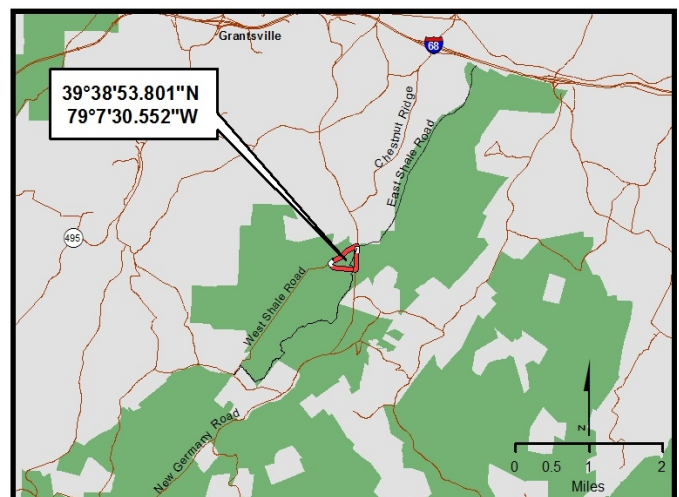 Grantsville
68
39°38'53.801"N
79°7'30.552"W
Chestnut Ridge
East Shale Road
495
West Shale Road
New Germany Road
N
0 0.5 1 2
Miles